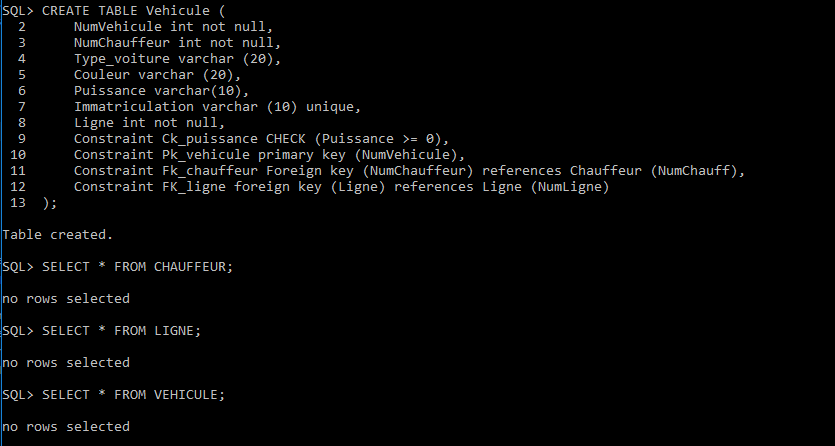 SQL> CREATE TABLE Vehicule (
  2      NumVehicule int not null,
  3      NumChauffeur int not null,
  4      Type_voiture varchar (20),
  5      Couleur varchar (20),
  6      Puissance varchar(10),
  7      Immatriculation varchar (10) unique,
  8      Ligne int not null,
  9      Constraint Ck_puissance CHECK (Puissance >= 0),
 10      Constraint Pk_vehicule primary key (NumVehicule),
 11      Constraint Fk_chauffeur Foreign key (NumChauffeur) references Chauffeur (NumChauff),
 12      Constraint FK_ligne foreign key (Ligne) references Ligne (NumLigne)
 13  );
Table created.
SQL> SELECT * FROM CHAUFFEUR;
no rows selected
SQL> SELECT * FROM LIGNE;
no rows selected
SQL> SELECT * FROM VEHICULE;
no rows selected